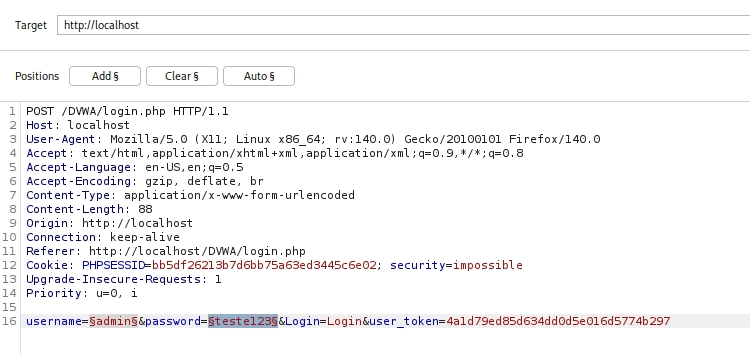 Target http://localhost
Positions Add § Clear § Auto §
1 POST /DVWA/login.php HTTP/1.1
2 Host: localhost
3 User-Agent: Mozilla/5.0 (X11; Linux x86_64; rv:140.0) Gecko/20100101 Firefox/140.0
4 Accept: text/html,application/xhtml+xml,application/xml;q=0.9,*/*;q=0.8
5 Accept-Language: en-US,en;q=0.5
6 Accept-Encoding: gzip, deflate, br
7 Content-Type: application/x-www-form-urlencoded
8 Content-Length: 88
9 Origin: http://localhost
10 Connection: keep-alive
11 Referer: http://localhost/DVWA/login.php
12 Cookie: PHPSESSID=bb5df26213b7d6bb75a63ed3445c6e02; security=impossible
13 Upgrade-Insecure-Requests: 1
14 Priority: u=0, i
15
16 username=§admin§&password=§teste123§&Login=Login&user_token=4a1d79ed85d634dd0d5e016d5774b297